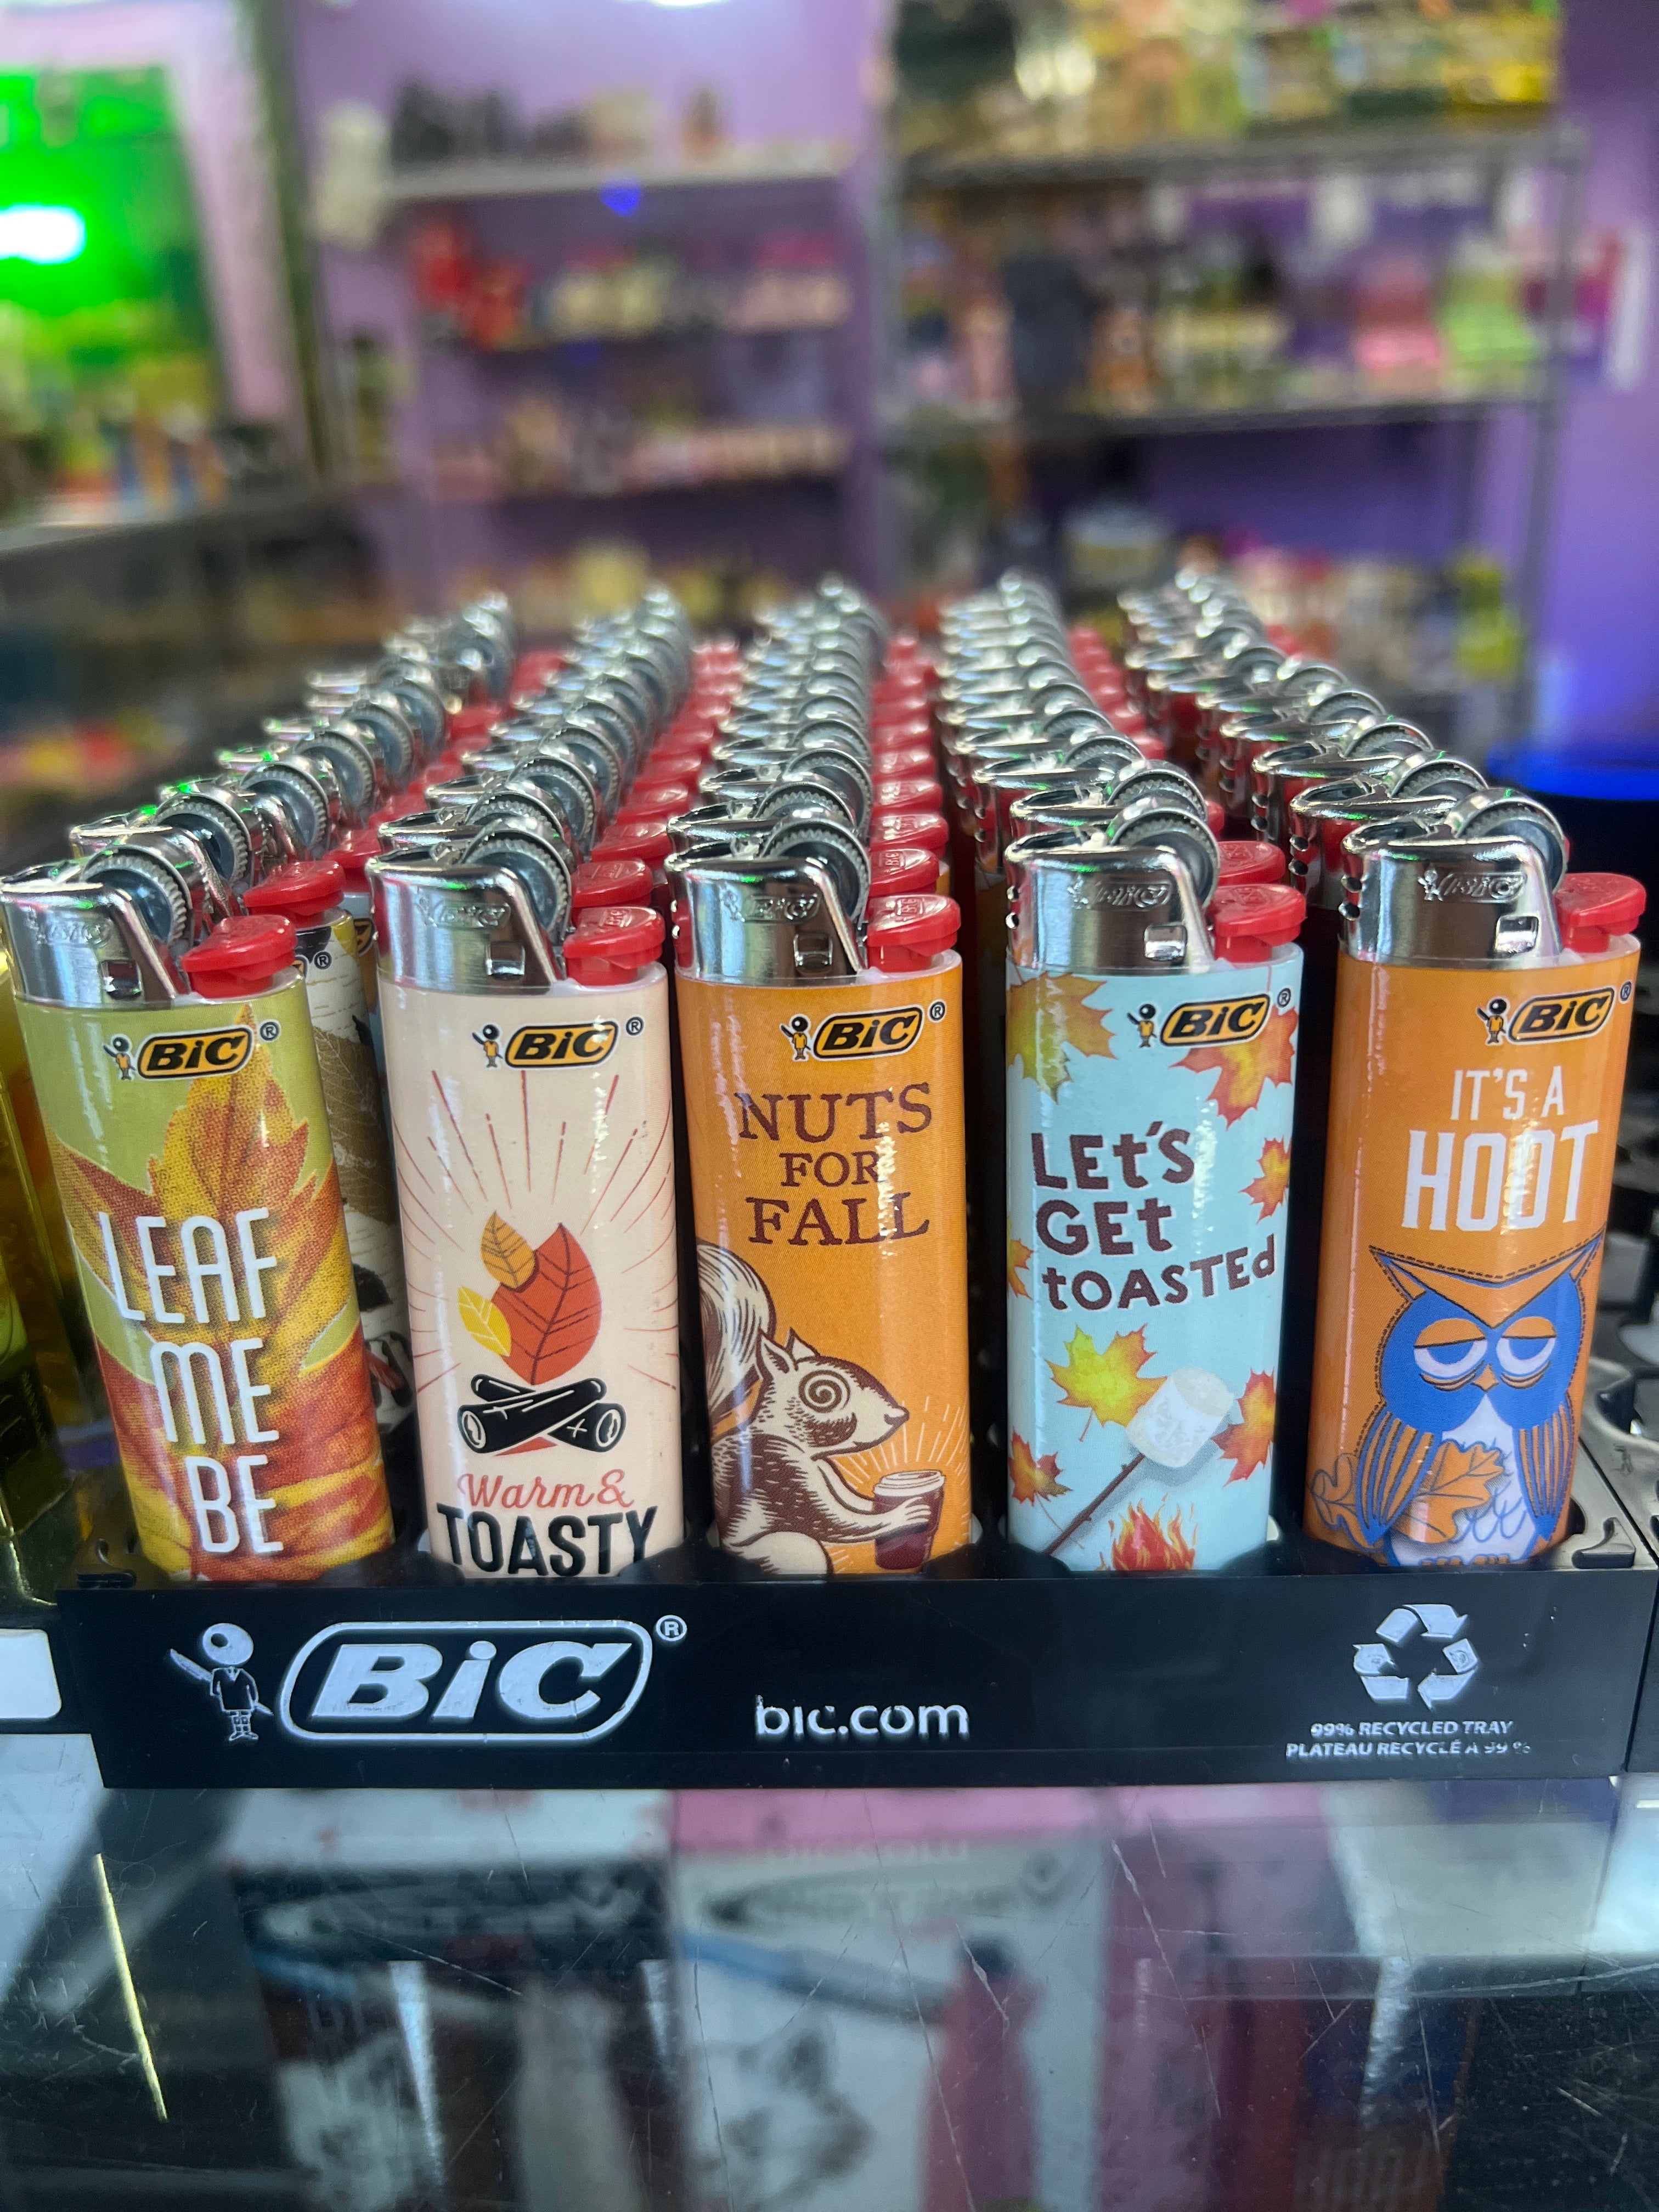 BiC®
LEAF
ME
BE
BiC®
Warm &
TOASTY
BiC®
NUTS
FOR
FALL
BiC®
LEt'S
GEt
tOASTEd
BiC®
IT'S A
HOOT
BiC®
bic.com
99% RECYCLED TRAY
PLATEAU RECYCLÉ À 99 %